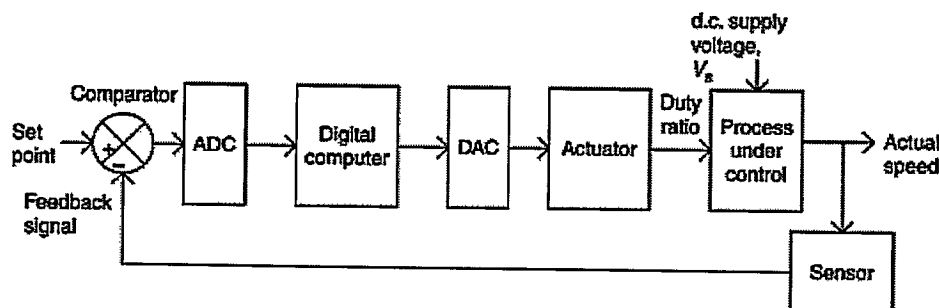 d.c. supply
voltage,
Vs
Comparator
Set
point
+
−
ADC
Digital
computer
DAC
Actuator
Duty
ratio
Process
under
control
Actual
speed
Feedback
signal
Sensor